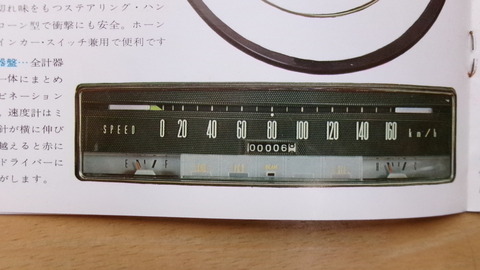 切れ味をもつステアリング・ハン
コーン型で衝撃にも安全。ホーン
インカー・スイッチ兼用で便利です
器盤…全計器
一体にまとめ
ビネーション
。速度計はミ
針が横に伸び
越えると赤に
ドライバーに
がします。
SPEED 0 20 40 60 80 100 120 140 160 km/h
00006
E F